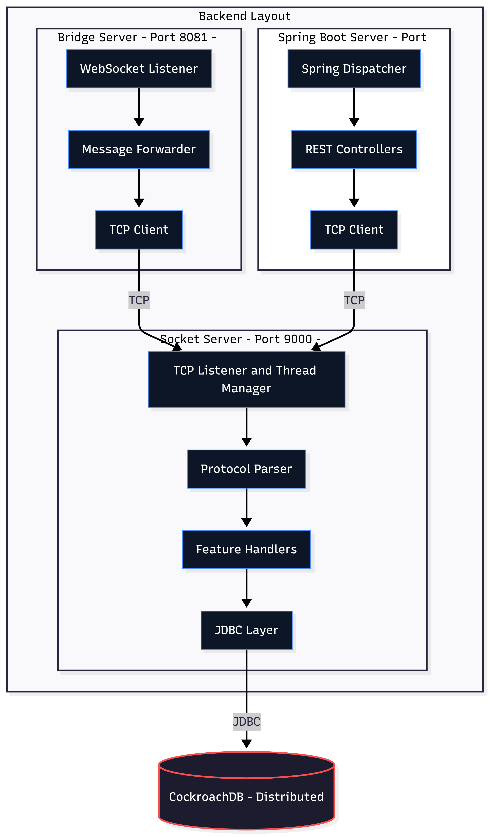 Backend Layout
Bridge Server - Port 8081 -
Spring Boot Server - Port
WebSocket Listener
Spring Dispatcher
Message Forwarder
REST Controllers
TCP Client
TCP Client
TCP
TCP
Socket Server - Port 9000 -
TCP Listener and Thread
Manager
Protocol Parser
Feature Handlers
JDBC Layer
JDBC
CockroachDB - Distributed